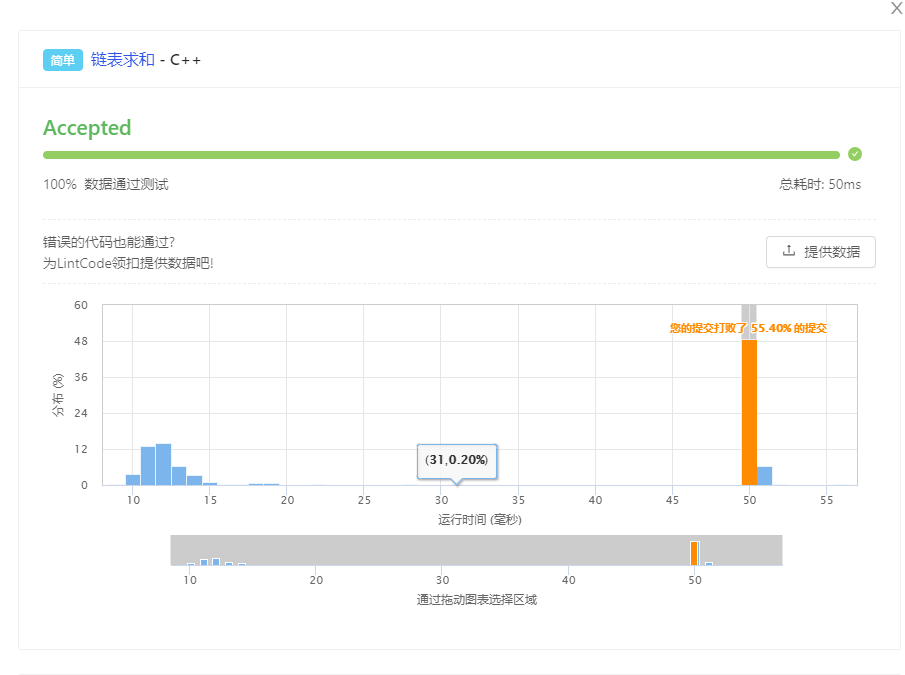 X
简单 链表求和 - C++
Accepted
100% 数据通过测试
总耗时: 50ms
错误的代码也能通过?
为LintCode领扣提供数据吧!
提供数据
60
48
36
24
12
0
分布 (%)
您的提交打败了 55.40% 的提交
(31,0.20%)
10 15 20 25 30 35 40 45 50 55
运行时间 (毫秒)
10 20 30 40 50
通过拖动图表选择区域